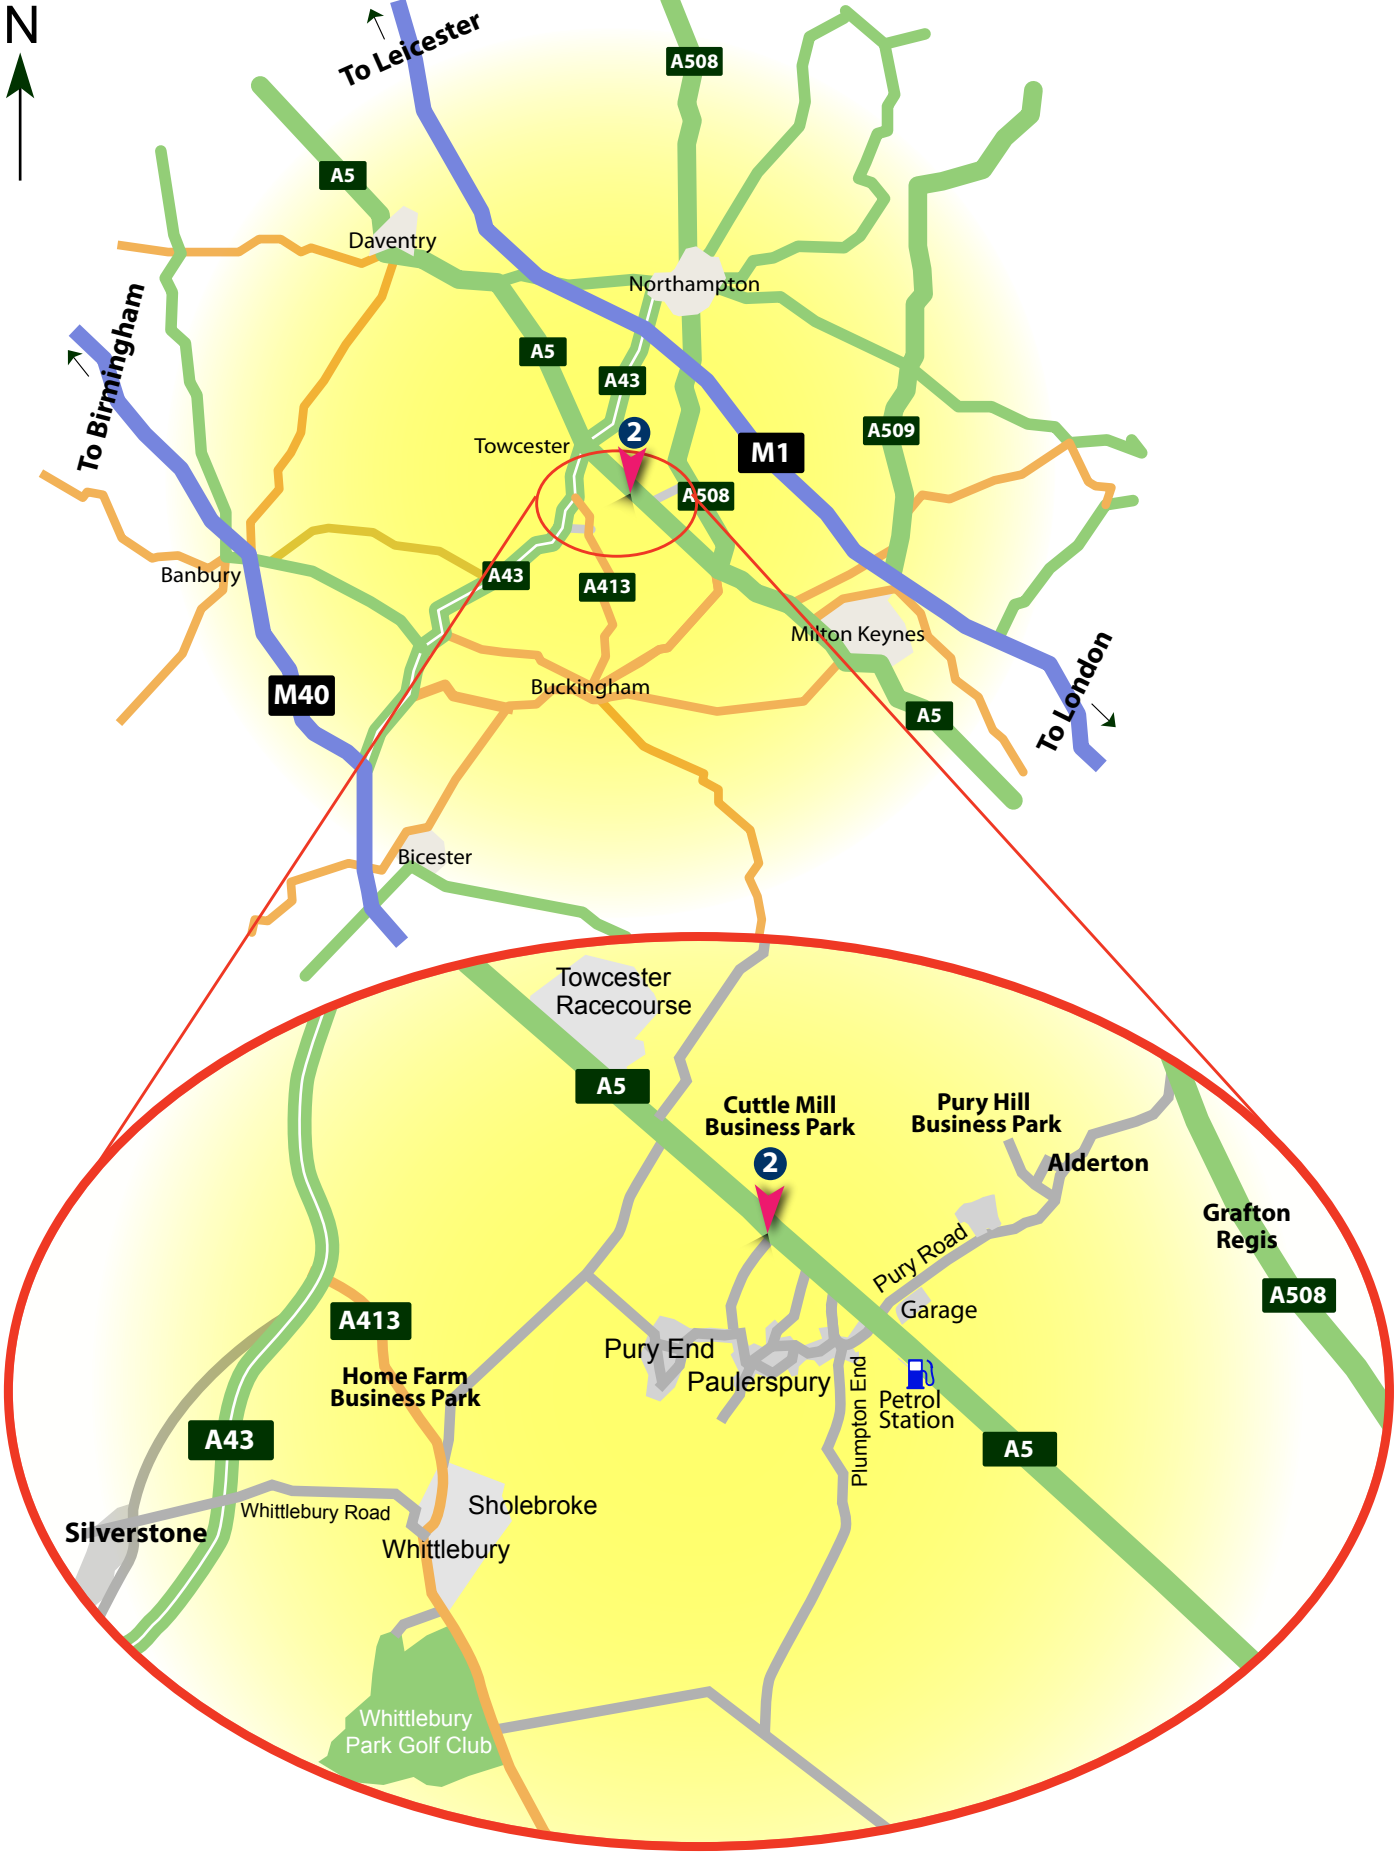 N
To Leicester
A508
A5
Daventry
Northampton
To Birmingham
A5
A43
2
Towcester
M1
A509
A508
Banbury
A43
A413
Milton Keynes
Buckingham
M40
A5
To London
Bicester
Towcester
Racecourse
A5
Cuttle Mill
Business Park
2
Pury Hill
Business Park
Alderton
Grafton
Regis
Pury Road
A508
Garage
A413
Pury End
Home Farm
Business Park
Paulerspury
Plumpton End
Petrol
Station
A43
A5
Whittlebury Road
Sholebroke
Silverstone
Whittlebury
Whittlebury
Park Golf Club